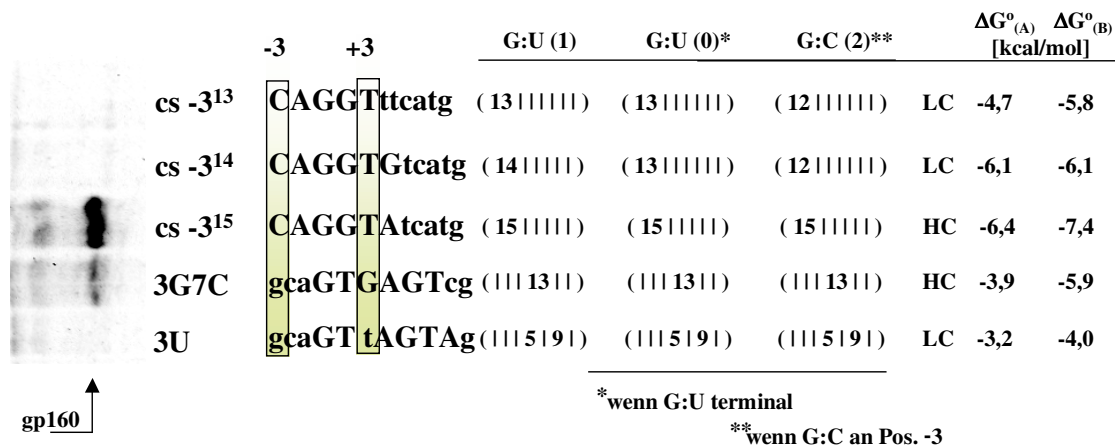 -3 +3 G:U (1) G:U (0)* G:C (2)** ΔG°(A) ΔG°(B)
[kcal/mol]
cs -3¹³ CAGGTttcatg ( 13 | | | | | | ) ( 13 | | | | | | ) ( 12 | | | | | | ) LC -4,7 -5,8
cs -3¹⁴ CAGGTGtcatg ( 14 | | | | | ) ( 13 | | | | | | ) ( 12 | | | | | | ) LC -6,1 -6,1
cs -3¹⁵ CAGGTAtcatg ( 15 | | | | | ) ( 15 | | | | | ) ( 15 | | | | | ) HC -6,4 -7,4
3G7C gcaGTGAGTcg ( | | | 13 | | ) ( | | | 13 | | ) ( | | | 13 | | ) HC -3,9 -5,9
3U gcaGTtAGTAg ( | | | 5 | 9 | ) ( | | | 5 | 9 | ) ( | | | 5 | 9 | ) LC -3,2 -4,0
gp160
*wenn G:U terminal
**wenn G:C an Pos. -3